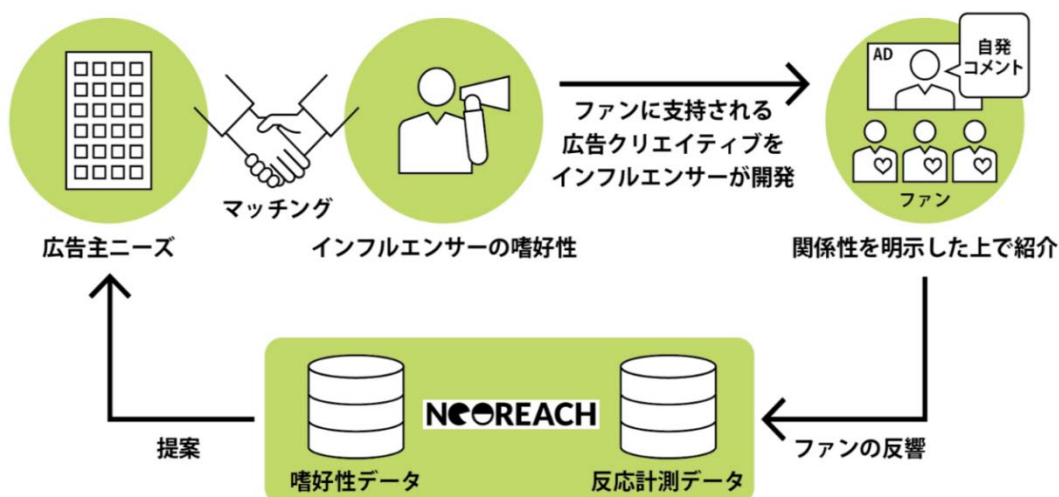 AD
自発
コメント
ファン
マッチング
ファンに支持される
広告クリエイティブを
インフルエンサーが開発
広告主ニーズ
インフルエンサーの嗜好性
関係性を明示した上で紹介
提案
NEOREACH
嗜好性データ
反応計測データ
ファンの反響